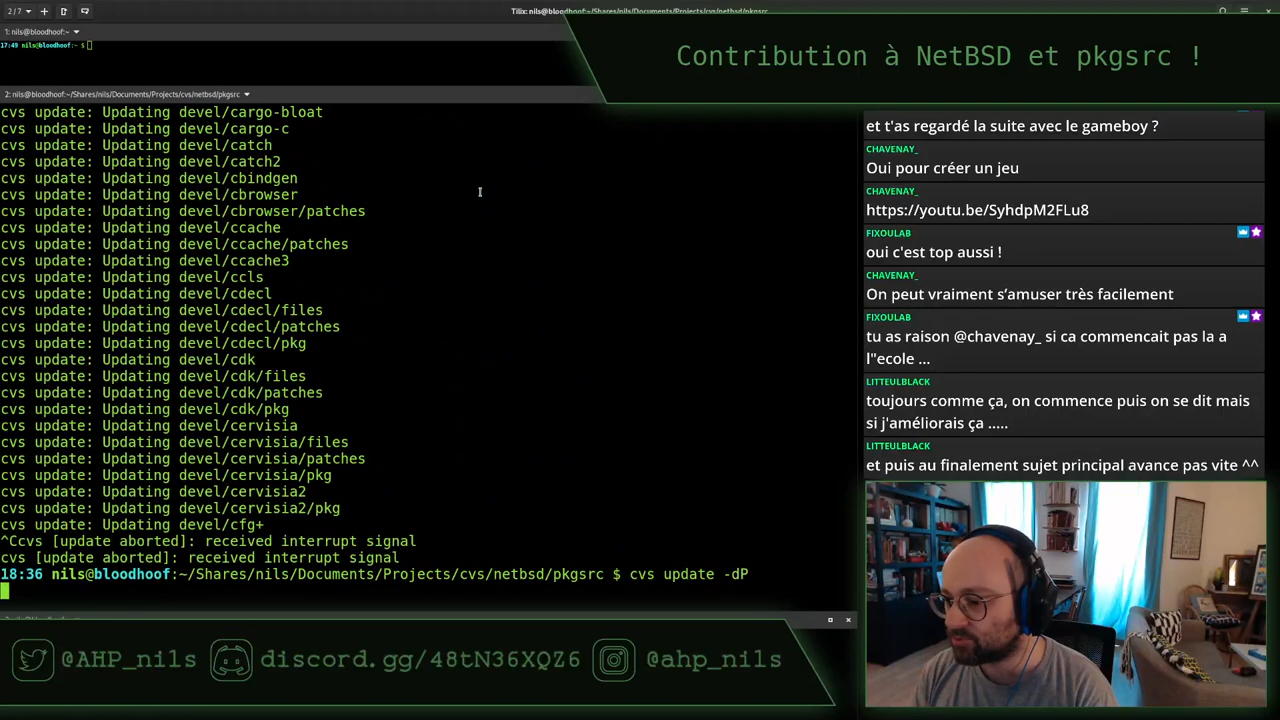 2 / 7
Tilix: nils@bloodhoof:~/Shares/nils/Documents/Projects/cvs/netbsd/pkgsrc
1: nils@bloodhoof:~
17:49 nils@bloodhoof:~ $
Contribution à NetBSD et pkgsrc !
2: nils@bloodhoof:~/Shares/nils/Documents/Projects/cvs/netbsd/pkgsrc
cvs update: Updating devel/cargo-bloat
cvs update: Updating devel/cargo-c
cvs update: Updating devel/catch
cvs update: Updating devel/catch2
cvs update: Updating devel/cbindgen
cvs update: Updating devel/cbrowser
cvs update: Updating devel/cbrowser/patches
cvs update: Updating devel/ccache
cvs update: Updating devel/ccache/patches
cvs update: Updating devel/ccache3
cvs update: Updating devel/ccls
cvs update: Updating devel/cdecl
cvs update: Updating devel/cdecl/files
cvs update: Updating devel/cdecl/patches
cvs update: Updating devel/cdecl/pkg
cvs update: Updating devel/cdk
cvs update: Updating devel/cdk/files
cvs update: Updating devel/cdk/patches
cvs update: Updating devel/cdk/pkg
cvs update: Updating devel/cervisia
cvs update: Updating devel/cervisia/files
cvs update: Updating devel/cervisia/patches
cvs update: Updating devel/cervisia/pkg
cvs update: Updating devel/cervisia2
cvs update: Updating devel/cervisia2/pkg
cvs update: Updating devel/cfg+
^Ccvs [update aborted]: received interrupt signal
cvs [update aborted]: received interrupt signal
18:36 nils@bloodhoof:~/Shares/nils/Documents/Projects/cvs/netbsd/pkgsrc $ cvs update -dP
et t'as regardé la suite avec le gameboy ?
CHAVENAY_
Oui pour créer un jeu
CHAVENAY_
https://youtu.be/SyhdpM2FLu8
FIXOULAB
oui c'est top aussi !
CHAVENAY_
On peut vraiment s’amuser très facilement
FIXOULAB
tu as raison @chavenay_ si ca commencait pas la a
l"ecole ...
LITTEULBLACK
toujours comme ça, on commence puis on se dit mais
si j'améliorais ça .....
LITTEULBLACK
et puis au finalement sujet principal avance pas vite ^^
@AHP_nils
discord.gg/48tN36XQZ6
@ahp_nils